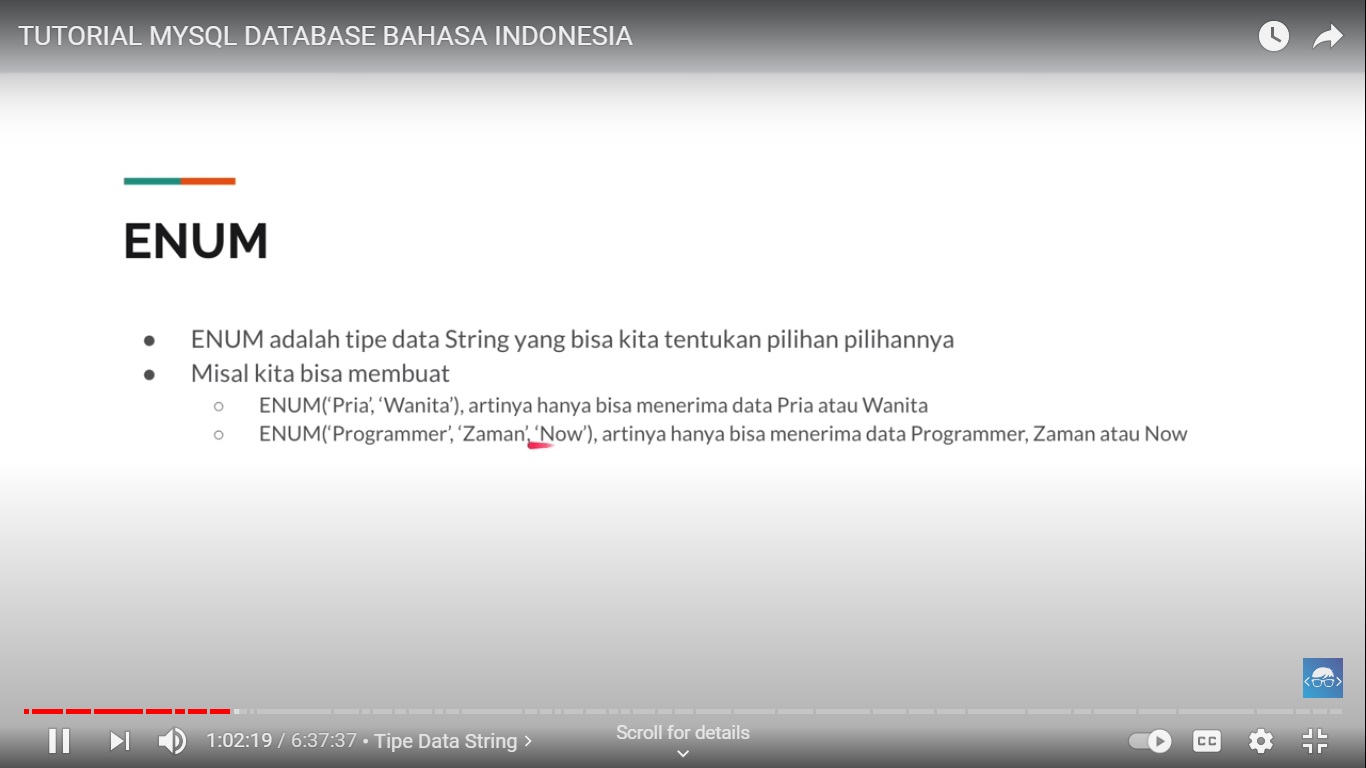 TUTORIAL MYSQL DATABASE BAHASA INDONESIA
ENUM
● ENUM adalah tipe data String yang bisa kita tentukan pilihan pilihannya
● Misal kita bisa membuat
○ ENUM(‘Pria’, ‘Wanita’), artinya hanya bisa menerima data Pria atau Wanita
○ ENUM(‘Programmer’, ‘Zaman’, ‘Now’), artinya hanya bisa menerima data Programmer, Zaman atau Now
1:02:19 / 6:37:37 • Tipe Data String >
Scroll for details
CC